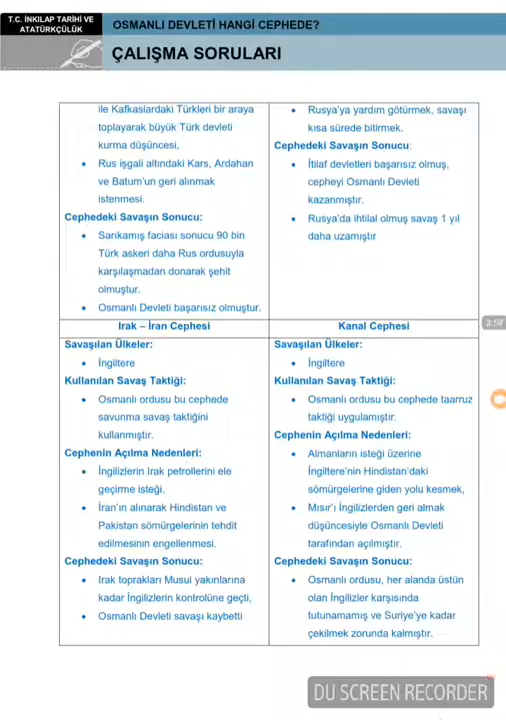 T.C. İNKILAP TARİHİ VE
ATATÜRKÇÜLÜK
OSMANLI DEVLETİ HANGİ CEPHEDE?
ÇALIŞMA SORULARI
ile Kafkaslardaki Türkleri bir araya
toplayarak büyük Türk devleti
kurma düşüncesi,
• Rus işgali altındaki Kars, Ardahan
ve Batum'un geri alınmak
istenmesi.
Cephedeki Savaşın Sonucu:
• Sarıkamış faciası sonucu 90 bin
Türk askeri daha Rus ordusuyla
karşılaşmadan donarak şehit
olmuştur.
• Osmanlı Devleti başarısız olmuştur.
• Rusya'ya yardım götürmek, savaşı
kısa sürede bitirmek.
Cephedeki Savaşın Sonucu:
• İtilaf devletleri başarısız olmuş,
cepheyi Osmanlı Devleti
kazanmıştır.
• Rusya'da ihtilal olmuş savaş 1 yıl
daha uzamıştır
Irak – İran Cephesi
Savaşılan Ülkeler:
• İngiltere
Kullanılan Savaş Taktiği:
• Osmanlı ordusu bu cephede
savunma savaş taktiğini
kullanmıştır.
Cephenin Açılma Nedenleri:
• İngilizlerin Irak petrollerini ele
geçirme isteği,
• İran'ın alınarak Hindistan ve
Pakistan sömürgelerinin tehdit
edilmesinin engellenmesi.
Cephedeki Savaşın Sonucu:
• Irak toprakları Musul yakınlarına
kadar İngilizlerin kontrolüne geçti,
• Osmanlı Devleti savaşı kaybetti
Kanal Cephesi
Savaşılan Ülkeler:
• İngiltere
Kullanılan Savaş Taktiği:
• Osmanlı ordusu bu cephede taarruz
taktiği uygulamıştır.
Cephenin Açılma Nedenleri:
• Almanların isteği üzerine
İngiltere'nin Hindistan'daki
sömürgelerine giden yolu kesmek,
• Mısır'ı İngilizlerden geri almak
düşüncesiyle Osmanlı Devleti
tarafından açılmıştır.
Cephedeki Savaşın Sonucu:
• Osmanlı ordusu, her alanda üstün
olan İngilizler karşısında
tutunamamış ve Suriye'ye kadar
çekilmek zorunda kalmıştır.
3:57
DU SCREEN RECORDER